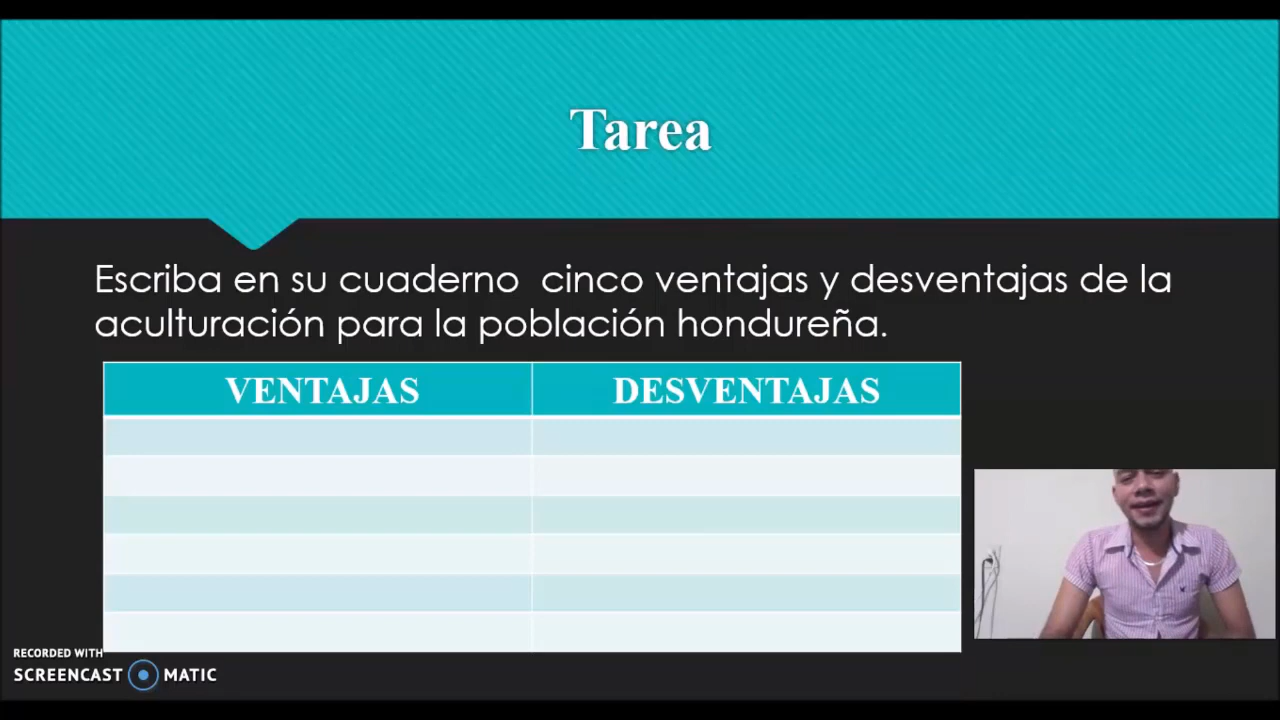 Tarea
Escriba en su cuaderno cinco ventajas y desventajas de la
aculturación para la población hondureña.
VENTAJAS DESVENTAJAS
RECORDED WITH
SCREENCAST MATIC